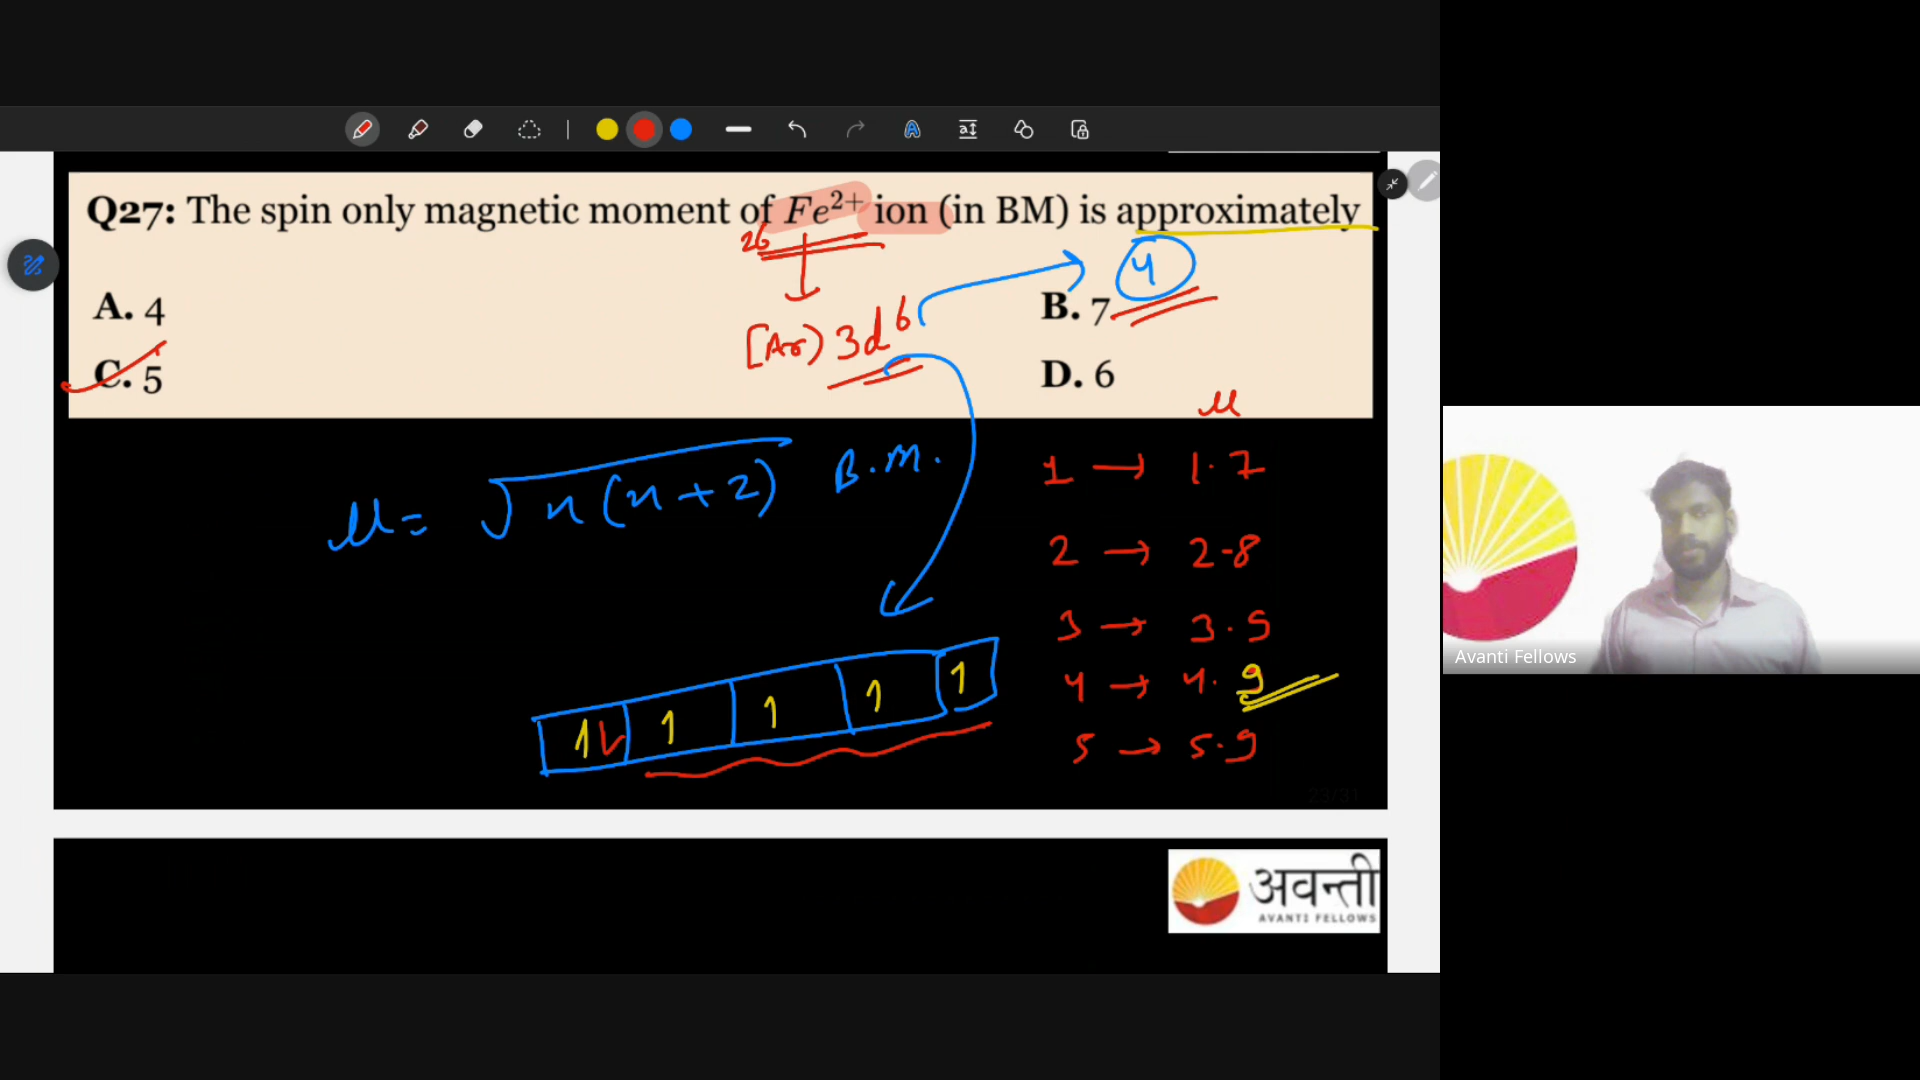 Q27: The spin only magnetic moment of Fe²⁺ ion (in BM) is approximately
26
4
A. 4
B. 7
[Ar) 3d⁶
C. 5
D. 6
μ
μ = √n(n+2) B.M.
1 → 1.7
2 → 2-8
3 → 3.5
4 → 4.9
5 → 5.9
1 1 1 1 1
23/31
Avanti Fellows
अवन्ती
AVANTI FELLOWS